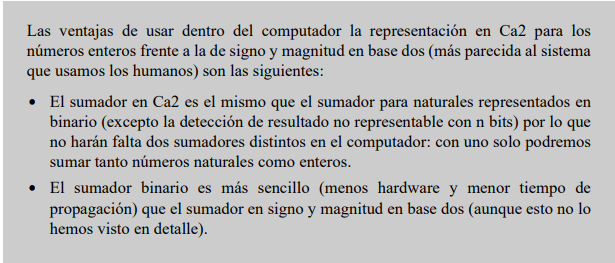 Las ventajas de usar dentro del computador la representación en Ca2 para los
números enteros frente a la de signo y magnitud en base dos (más parecida al sistema
que usamos los humanos) son las siguientes:
• El sumador en Ca2 es el mismo que el sumador para naturales representados en
binario (excepto la detección de resultado no representable con n bits) por lo que
no harán falta dos sumadores distintos en el computador: con uno solo podremos
sumar tanto números naturales como enteros.
• El sumador binario es más sencillo (menos hardware y menor tiempo de
propagación) que el sumador en signo y magnitud en base dos (aunque esto no lo
hemos visto en detalle).